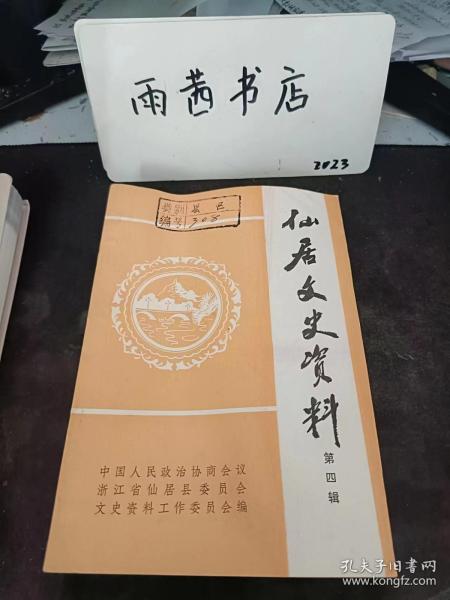 雨茜书店
2023
类别
编号 308
仙居文史资料
第四辑
中国人民政治协商会议
浙江省仙居县委员会
文史资料工作委员会编
孔夫子旧书网
www.kongfz.com